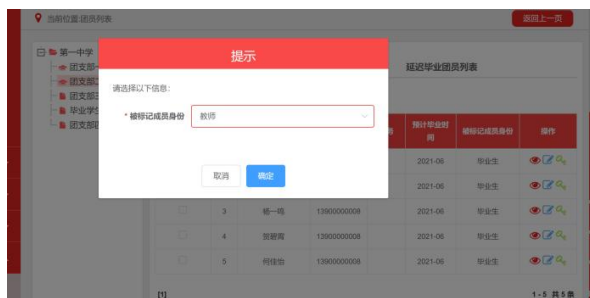 当前位置:团员列表
返回上一页
第一中学
团支部
团支部二
团支部三
毕业学生
团支部四
提示
请选择以下信息:
* 被标记成员身份 教师
取消 确定
延迟毕业团员列表
预计毕业时间 被标记成员身份 操作
2021-06 毕业生
2021-06 毕业生
3 杨一鸣 13900000008 2021-06 毕业生
4 13900000008 2021-06 毕业生
5 何佳怡 13900000008 2021-06 毕业生
[1] 1-5 共5条